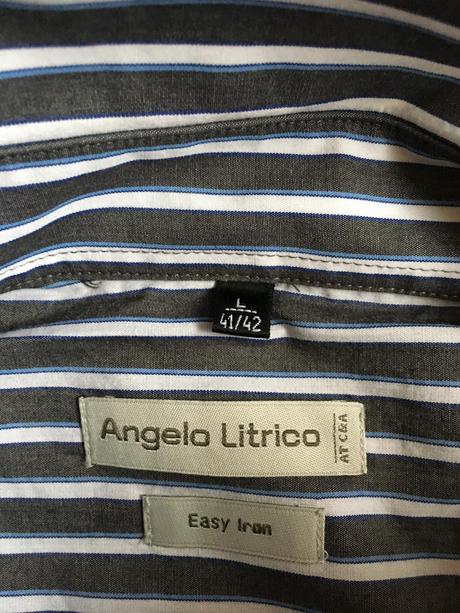 L
41/42
Angelo Litrico
AT C&A
Easy Iron